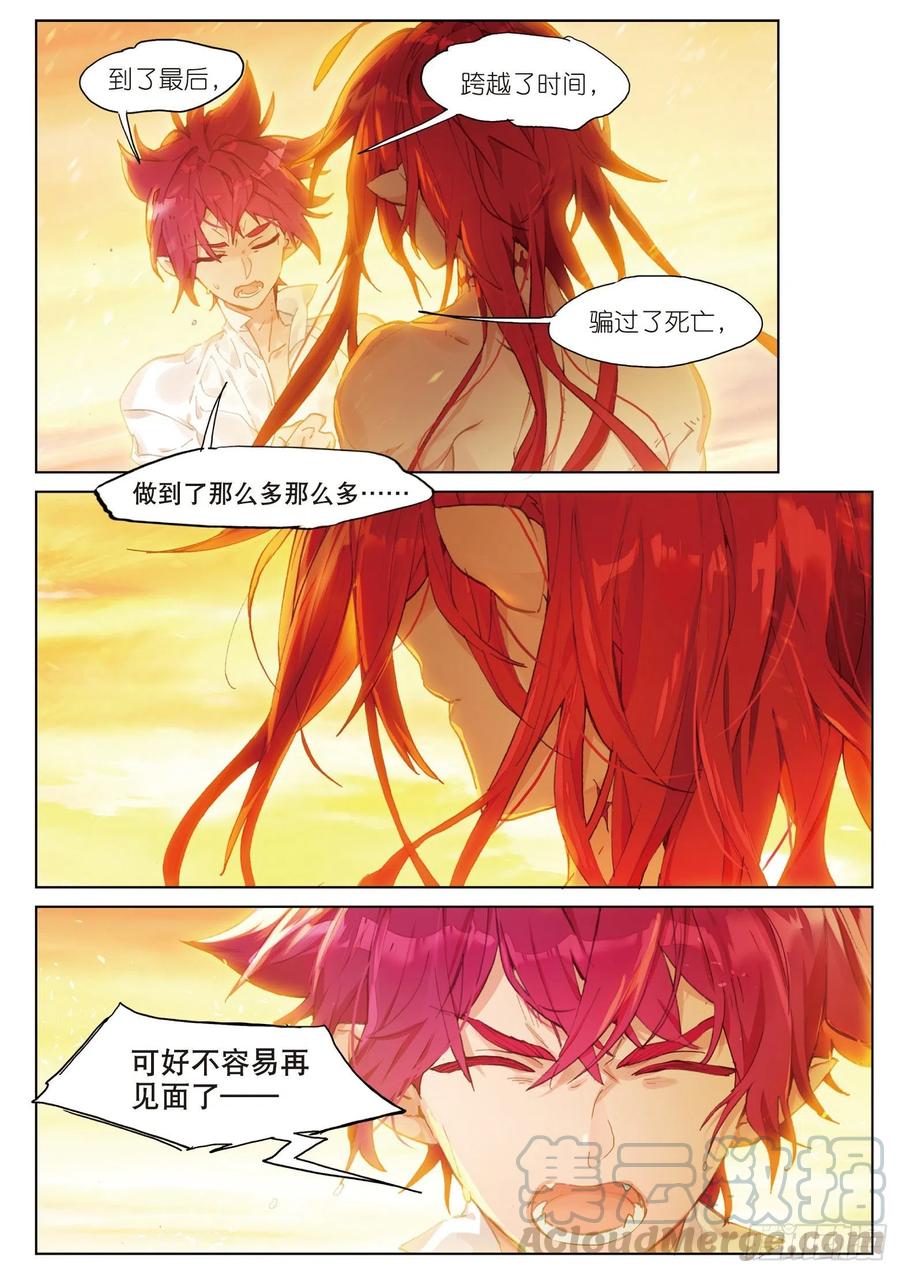 到了最后，
跨越了时间，
骗过了死亡，
做到了那么多那么多……
可好不容易再
见面了——
集云数据
ACloudMerge.com